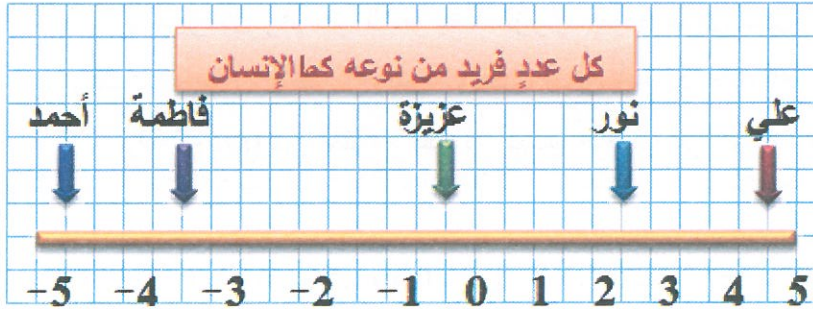 كل عددٍ فريد من نوعه كما الإنسان
أحمد فاطمة عزيزة نور علي
-5 -4 -3 -2 -1 0 1 2 3 4 5